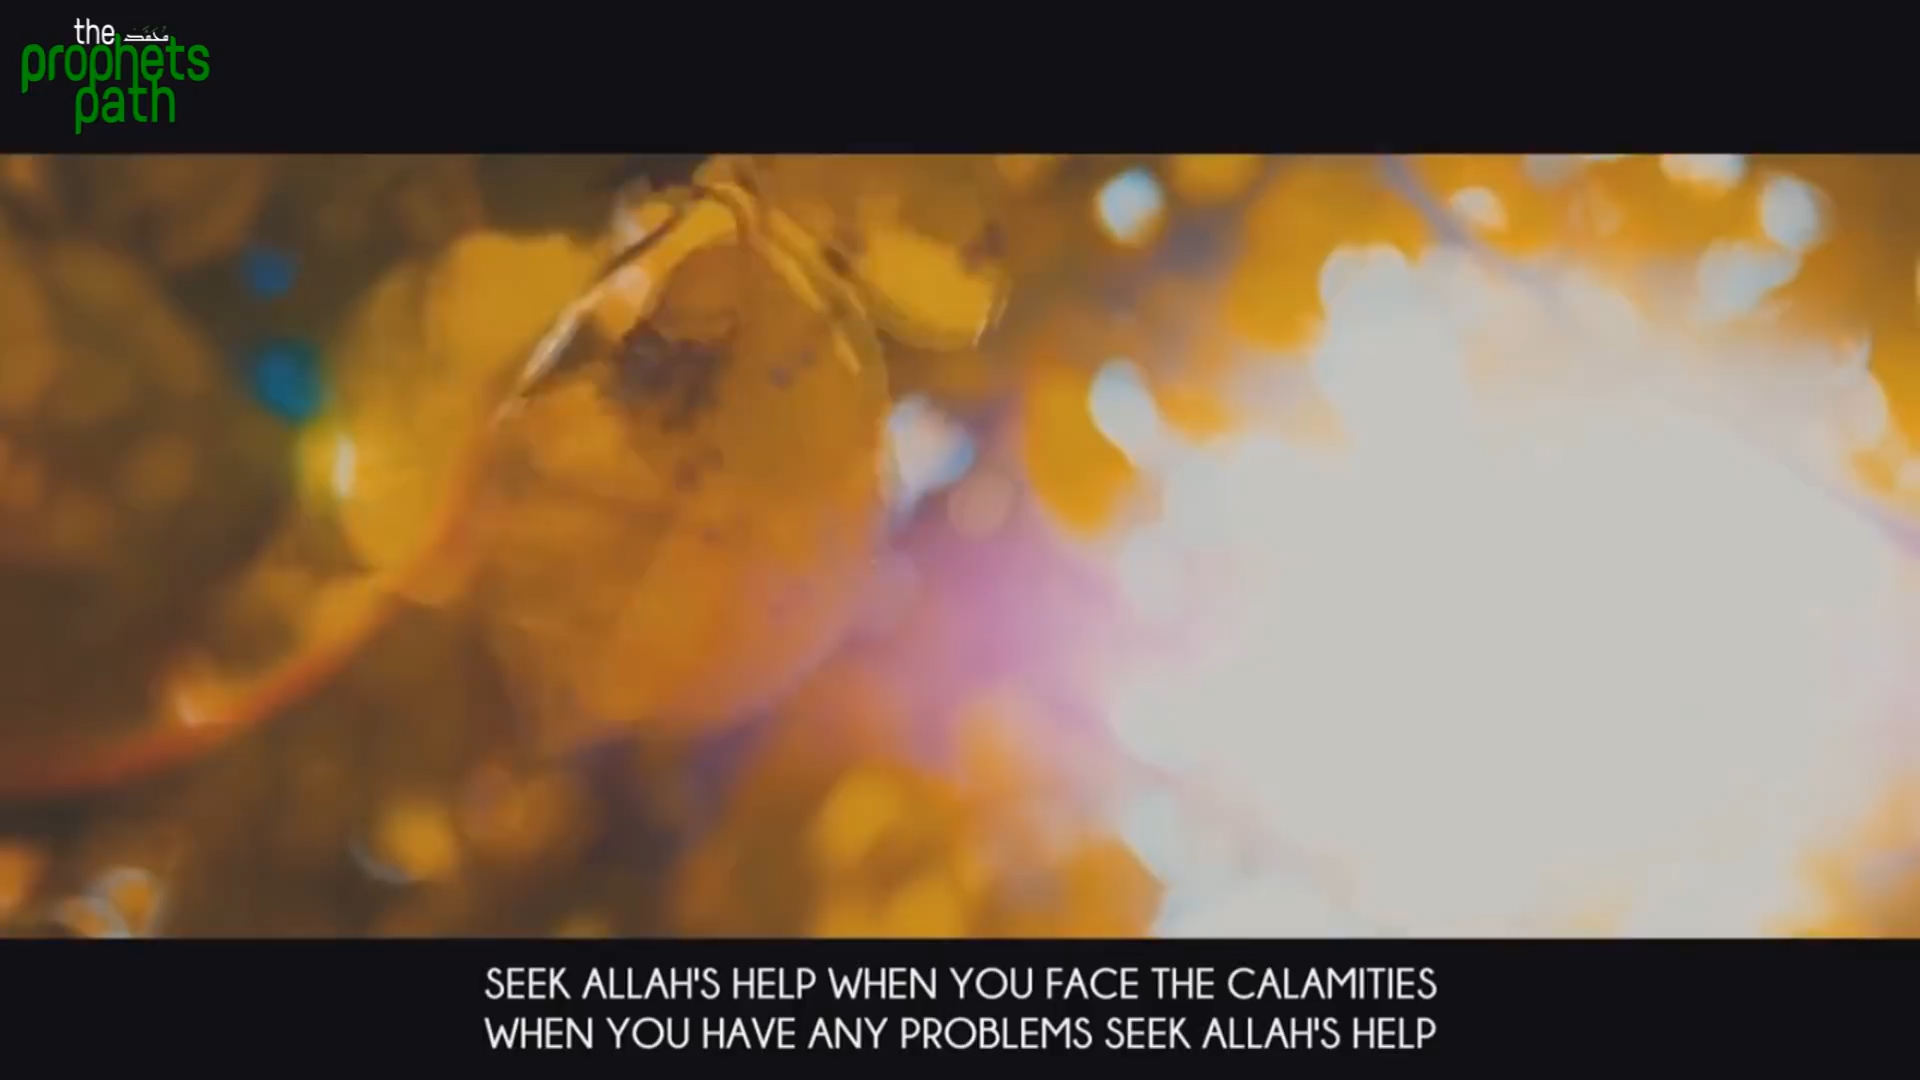 the
prophets
path
SEEK ALLAH'S HELP WHEN YOU FACE THE CALAMITIES
WHEN YOU HAVE ANY PROBLEMS SEEK ALLAH'S HELP